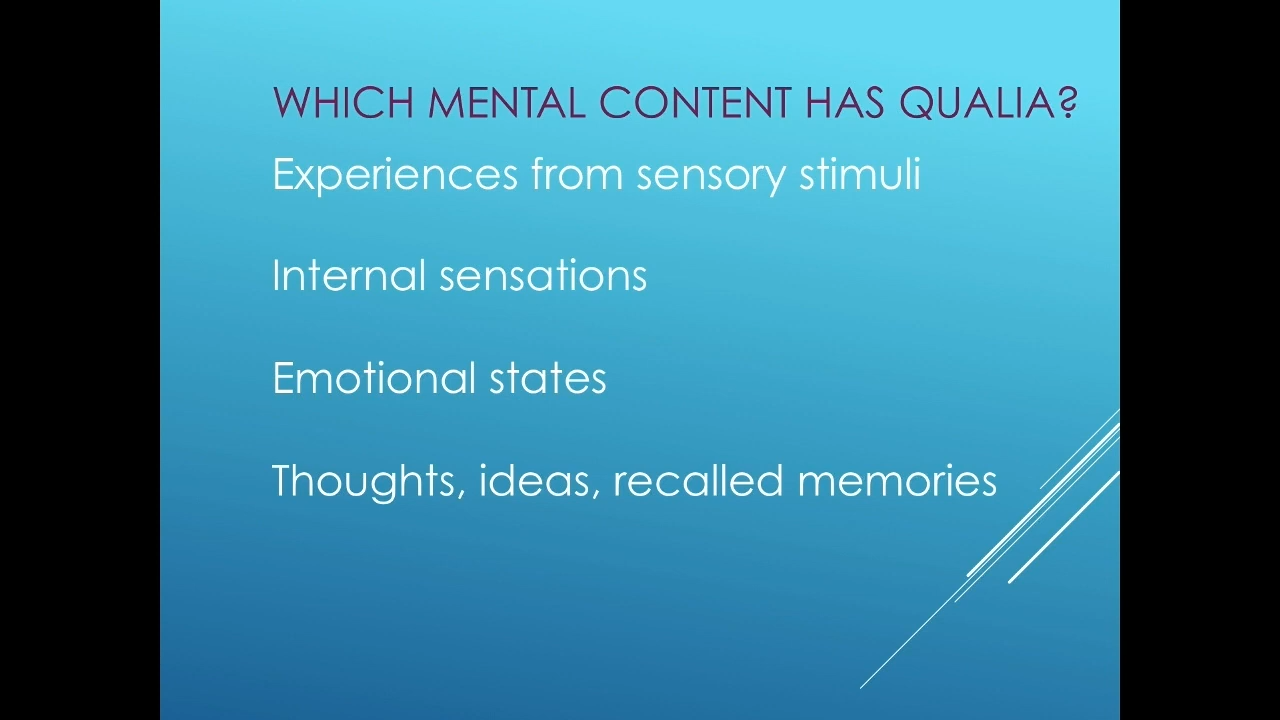 WHICH MENTAL CONTENT HAS QUALIA?
Experiences from sensory stimuli
Internal sensations
Emotional states
Thoughts, ideas, recalled memories